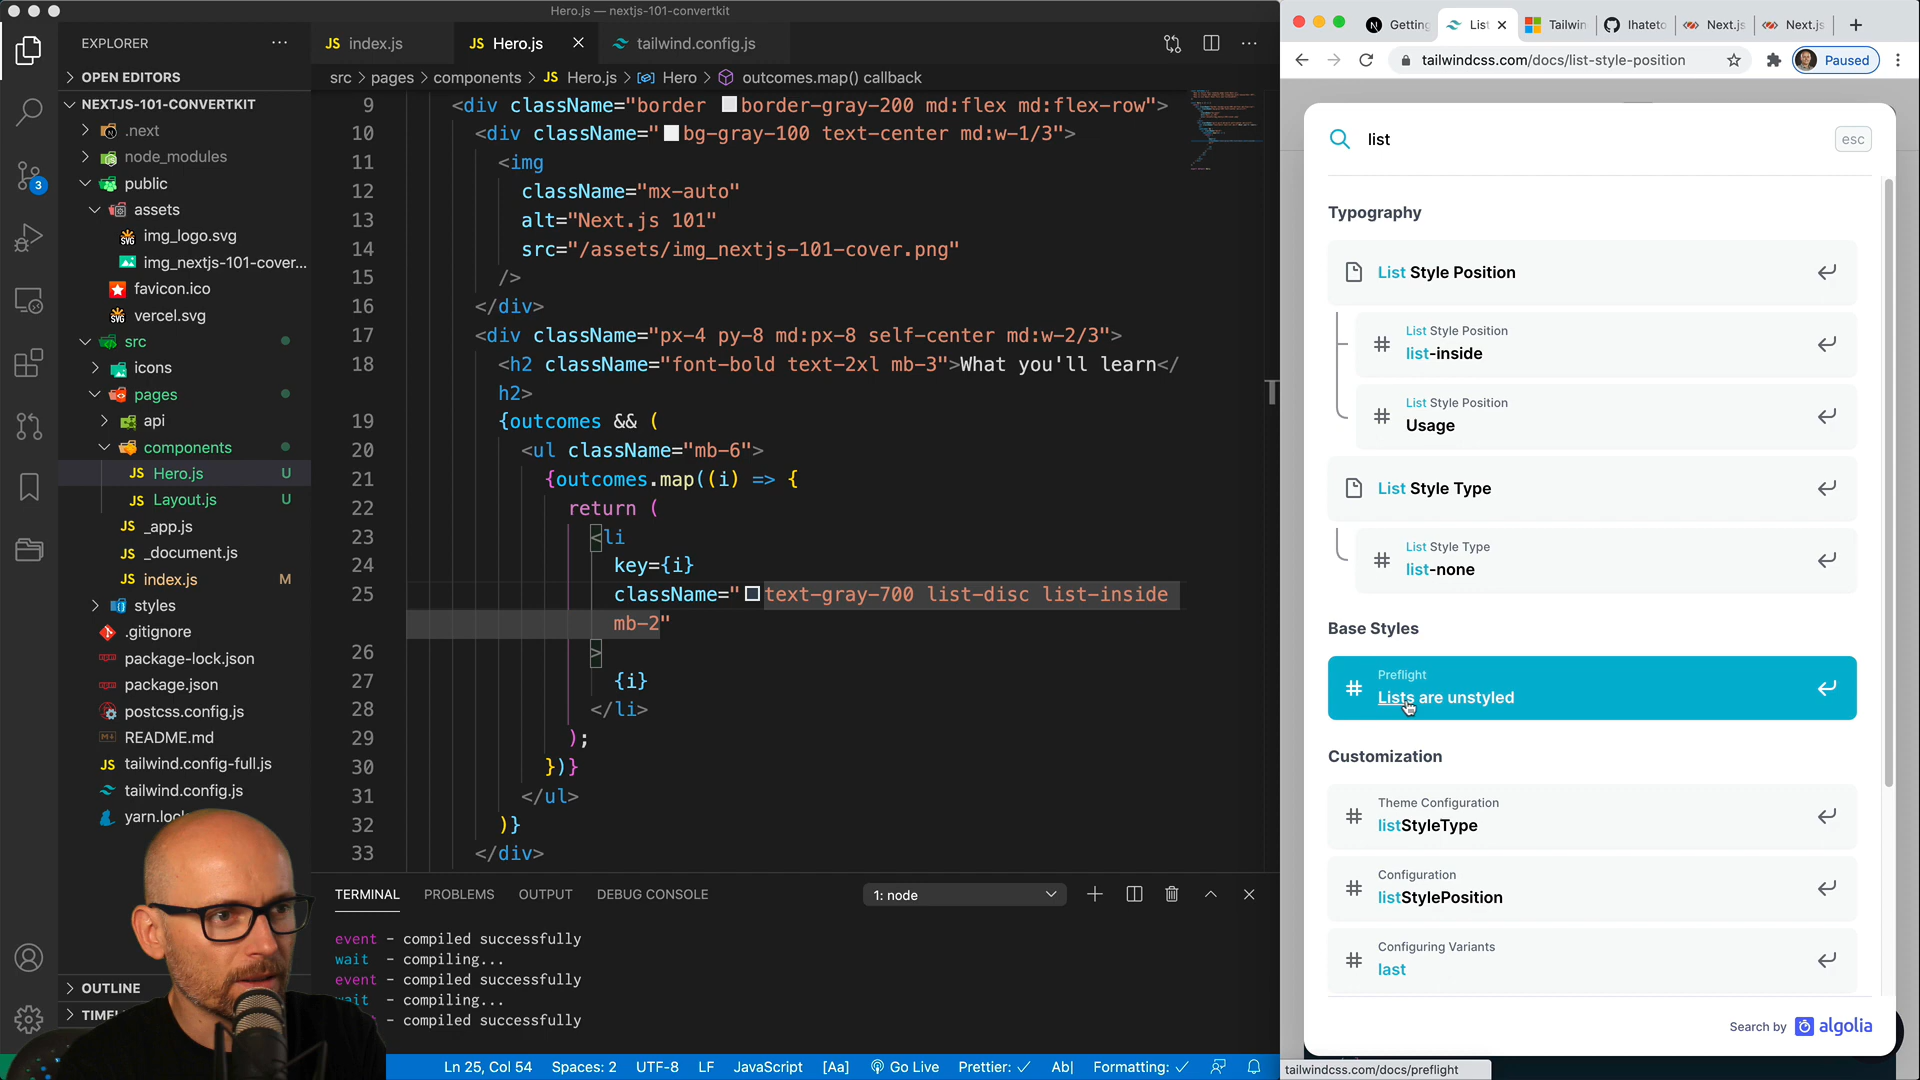 Hero.js — nextjs-101-convertkit
EXPLORER
OPEN EDITORS
NEXTJS-101-CONVERTKIT
.next
node_modules
public
assets
img_logo.svg
img_nextjs-101-cover...
favicon.ico
vercel.svg
src
icons
pages
api
components
Hero.js U
Layout.js U
_app.js
_document.js
index.js M
styles
.gitignore
package-lock.json
package.json
postcss.config.js
README.md
tailwind.config-full.js
tailwind.config.js
yarn.lock
OUTLINE
3
index.js
Hero.js
tailwind.config.js
src > pages > components > JS Hero.js > Hero > outcomes.map() callback
9 <div className="border border-gray-200 md:flex md:flex-row">
10 <div className="bg-gray-100 text-center md:w-1/3">
11 <img
12 className="mx-auto"
13 alt="Next.js 101"
14 src="/assets/img_nextjs-101-cover.png"
15 />
16 </div>
17 <div className="px-4 py-8 md:px-8 self-center md:w-2/3">
18 <h2 className="font-bold text-2xl mb-3">What you'll learn</
h2>
19 {outcomes && (
20 <ul className="mb-6">
21 {outcomes.map((i) => {
22 return (
23 <li
24 key={i}
25 className="text-gray-700 list-disc list-inside
mb-2"
26 >
27 {i}
28 </li>
29 );
30 })}
31 </ul>
32 )}
33 </div>
TERMINAL PROBLEMS OUTPUT DEBUG CONSOLE
1: node
event - compiled successfully
wait - compiling...
event - compiled successfully
wait - compiling...
event - compiled successfully
Ln 25, Col 54 Spaces: 2 UTF-8 LF JavaScript [Aa] Go Live Prettier: ✓ Ab| Formatting: ✓
Getting
List
Tailwin
Ihateto
Next.js
Next.js
tailwindcss.com/docs/list-style-position
Paused
list
esc
Typography
List Style Position
List Style Position
list-inside
List Style Position
Usage
List Style Type
List Style Type
list-none
Base Styles
Preflight
Lists are unstyled
Customization
Theme Configuration
listStyleType
Configuration
listStylePosition
Configuring Variants
last
Search by algolia
tailwindcss.com/docs/preflight